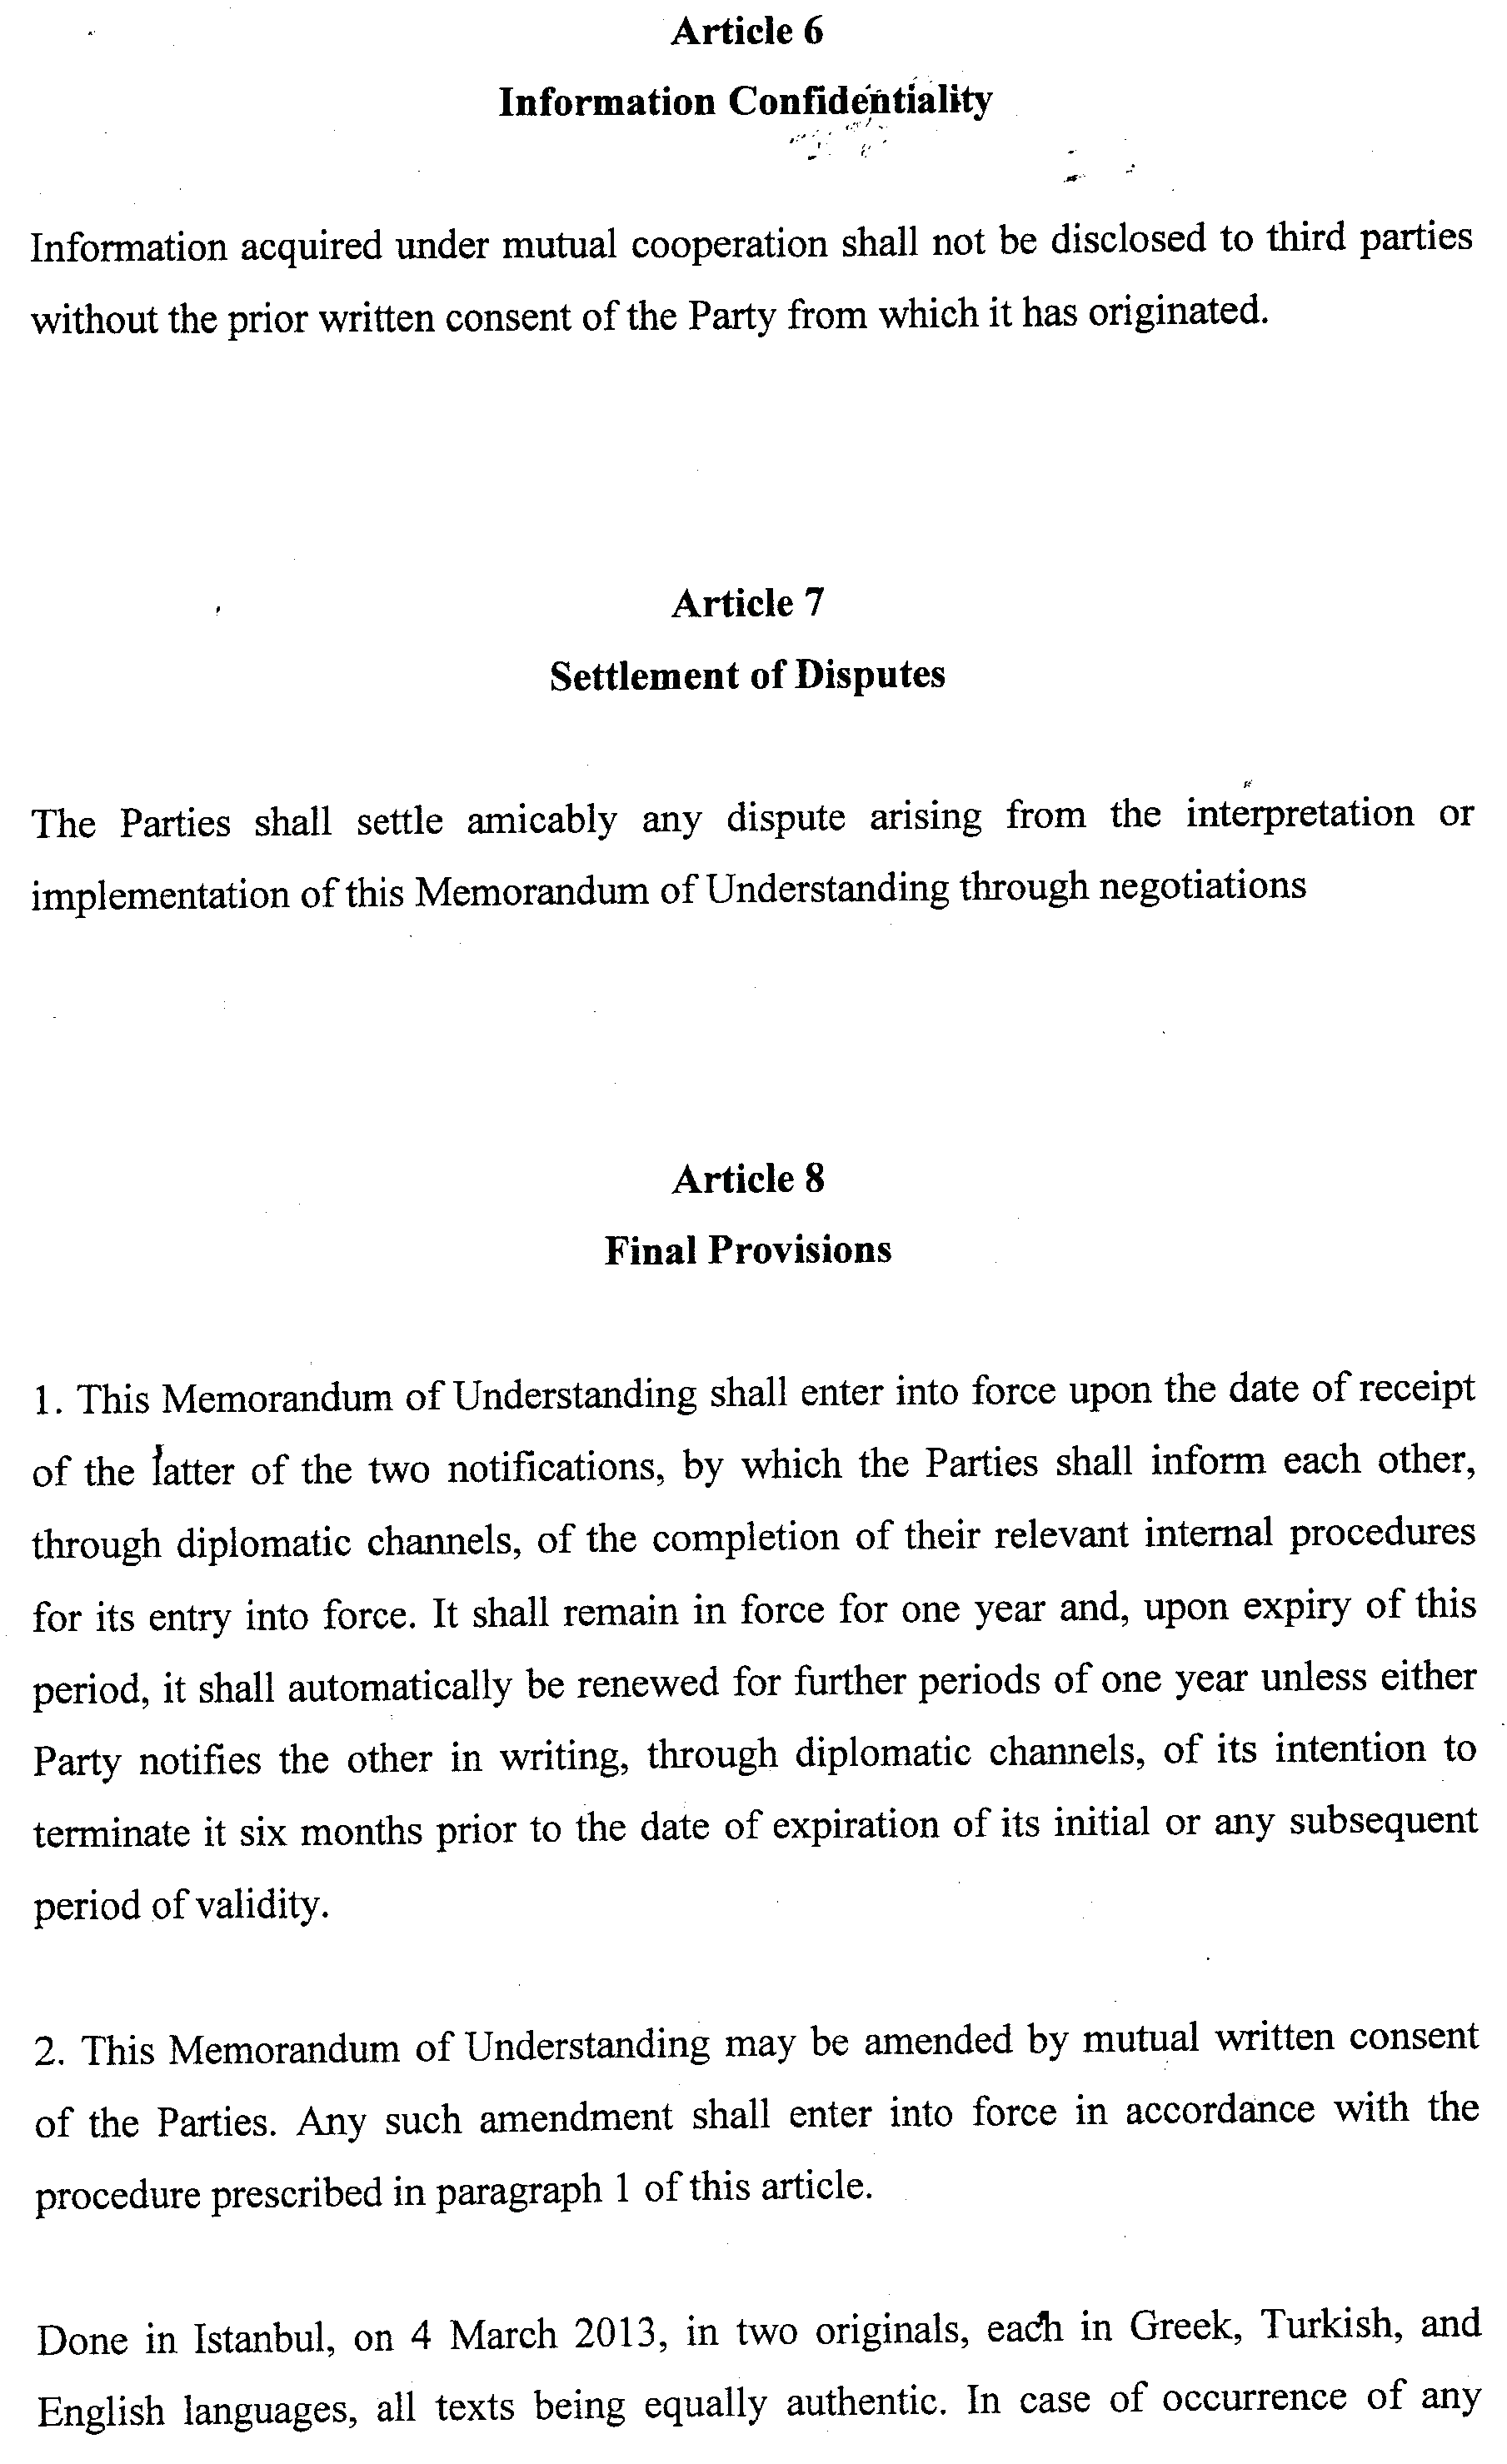 Article 6
Information Confidentiality
Information acquired under mutual cooperation shall not be disclosed to third parties
without the prior written consent of the Party from which it has originated.
Article 7
Settlement of Disputes
The Parties shall settle amicably any dispute arising from the interpretation or
implementation of this Memorandum of Understanding through negotiations
Article 8
Final Provisions
1. This Memorandum of Understanding shall enter into force upon the date of receipt
of the latter of the two notifications, by which the Parties shall inform each other,
through diplomatic channels, of the completion of their relevant internal procedures
for its entry into force. It shall remain in force for one year and, upon expiry of this
period, it shall automatically be renewed for further periods of one year unless either
Party notifies the other in writing, through diplomatic channels, of its intention to
terminate it six months prior to the date of expiration of its initial or any subsequent
period of validity.
2. This Memorandum of Understanding may be amended by mutual written consent
of the Parties. Any such amendment shall enter into force in accordance with the
procedure prescribed in paragraph 1 of this article.
Done in Istanbul, on 4 March 2013, in two originals, each in Greek, Turkish, and
English languages, all texts being equally authentic. In case of occurrence of any